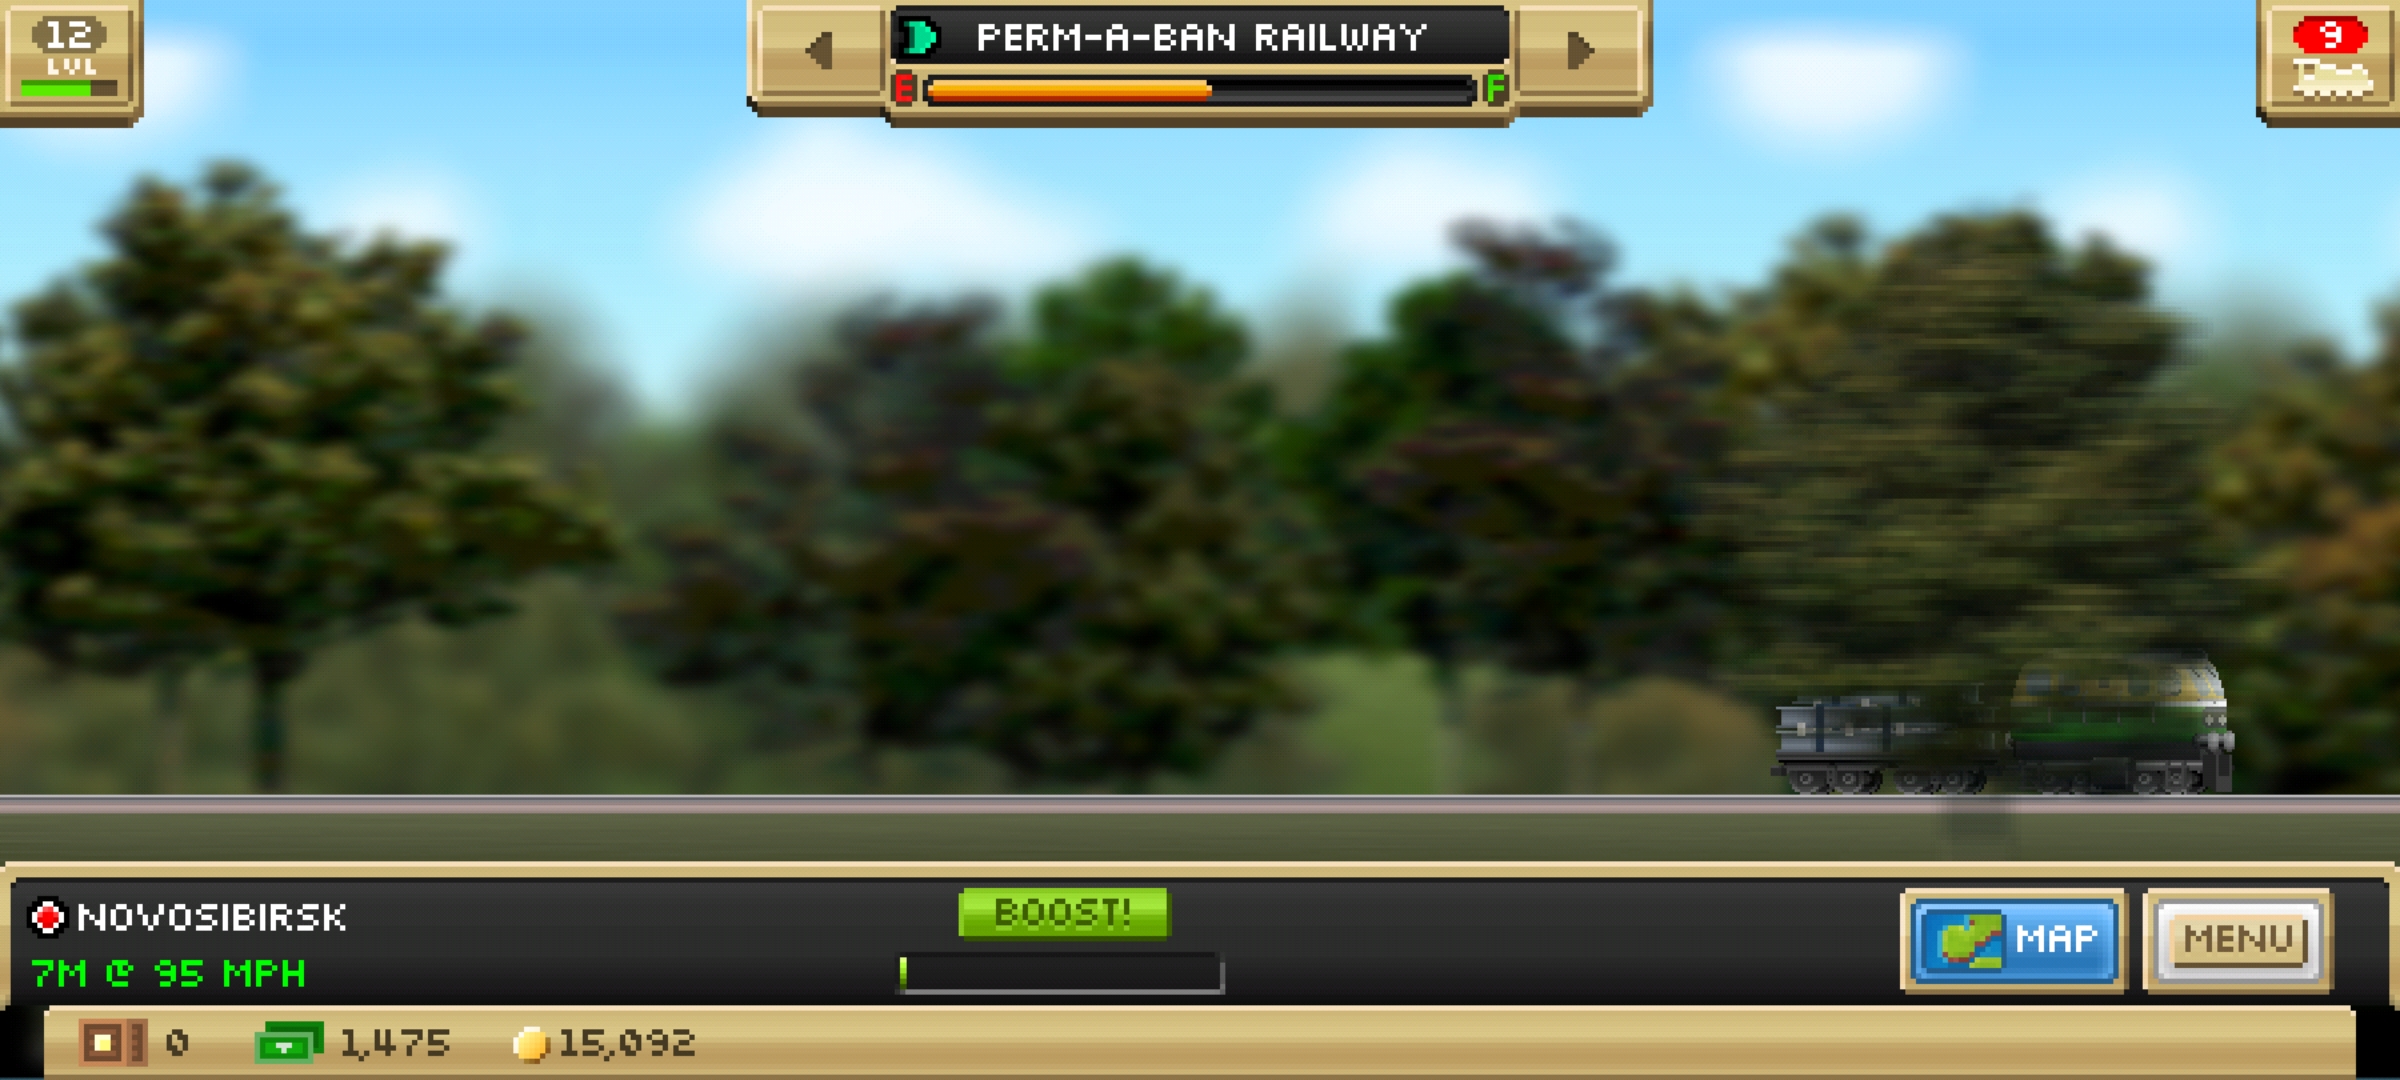 12
LVL
PERM-A-BAN RAILWAY
E F
9
NOVOSIBIRSK
7M @ 95 MPH
BOOST!
MAP
MENU
0 1,475 15,092